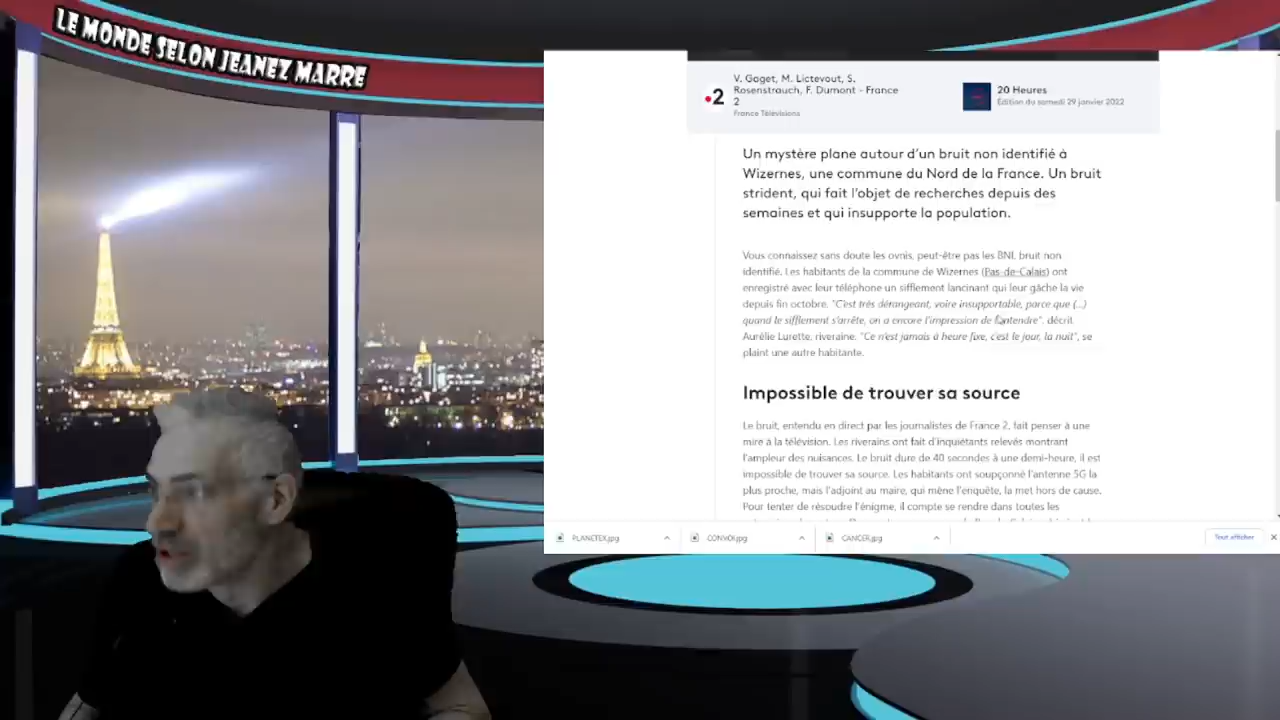 LE MONDE SELON JEANEZ MARRE
2
V. Gaget, M. Lictevout, S.
Rosenstrauch, F. Dumont - France
2
France Télévisions
20 Heures
Édition du samedi 29 janvier 2022
Un mystère plane autour d'un bruit non identifié à
Wizernes, une commune du Nord de la France. Un bruit
strident, qui fait l'objet de recherches depuis des
semaines et qui insupporte la population.
Vous connaissez sans doute les ovnis, peut-être pas les BNI, bruit non
identifié. Les habitants de la commune de Wizernes (Pas-de-Calais) ont
enregistré avec leur téléphone un sifflement lancinant qui leur gâche la vie
depuis fin octobre. "C'est très dérangeant, voire insupportable, parce que (...)
quand le sifflement s'arrête, on a encore l'impression de l'entendre", décrit
Aurélie Lurette, riveraine. "Ce n'est jamais à heure fixe, c'est le jour, la nuit", se
plaint une autre habitante.
Impossible de trouver sa source
Le bruit, entendu en direct par les journalistes de France 2, fait penser à une
mire à la télévision. Les riverains ont fait d'inquiétants relevés montrant
l'ampleur des nuisances. Le bruit dure de 40 secondes à une demi-heure, il est
impossible de trouver sa source. Les habitants ont soupçonné l'antenne 5G la
plus proche, mais l'adjoint au maire, qui mène l'enquête, la met hors de cause.
Pour tenter de résoudre l'énigme, il compte se rendre dans toutes les
PLANETEX.jpg
CONVOI.jpg
CANCER.jpg
Tout afficher